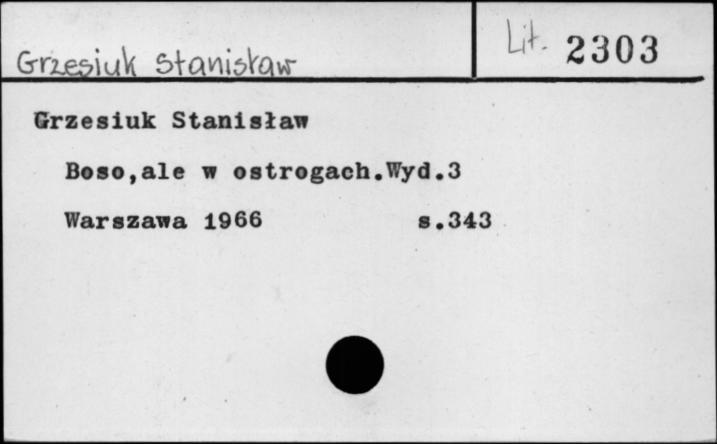 Grzesiuk Stanisław
Lit. 2303
Grzesiuk Stanisław
Boso,ale w ostrogach.Wyd.3
Warszawa 1966 s.343